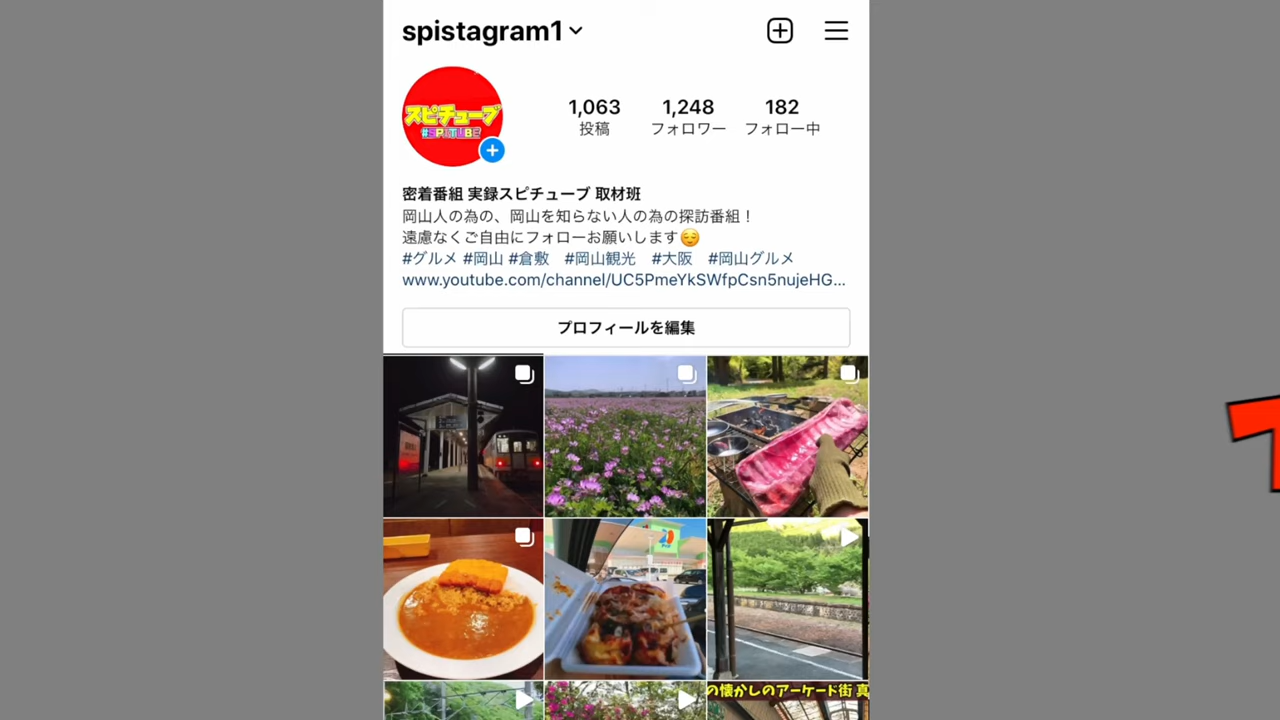 spistagram1
スピチューブ
#SPITUBE
1,063
投稿
1,248
フォロワー
182
フォロー中
密着番組 実録スピチューブ 取材班
岡山人の為の、岡山を知らない人の為の探訪番組！
遠慮なくご自由にフォローお願いします😌
#グルメ #岡山 #倉敷　#岡山観光　#大阪　#岡山グルメ
www.youtube.com/channel/UC5PmeYkSWfpCsn5nujeHG...
プロフィールを編集
の懐かしのアーケード街 真